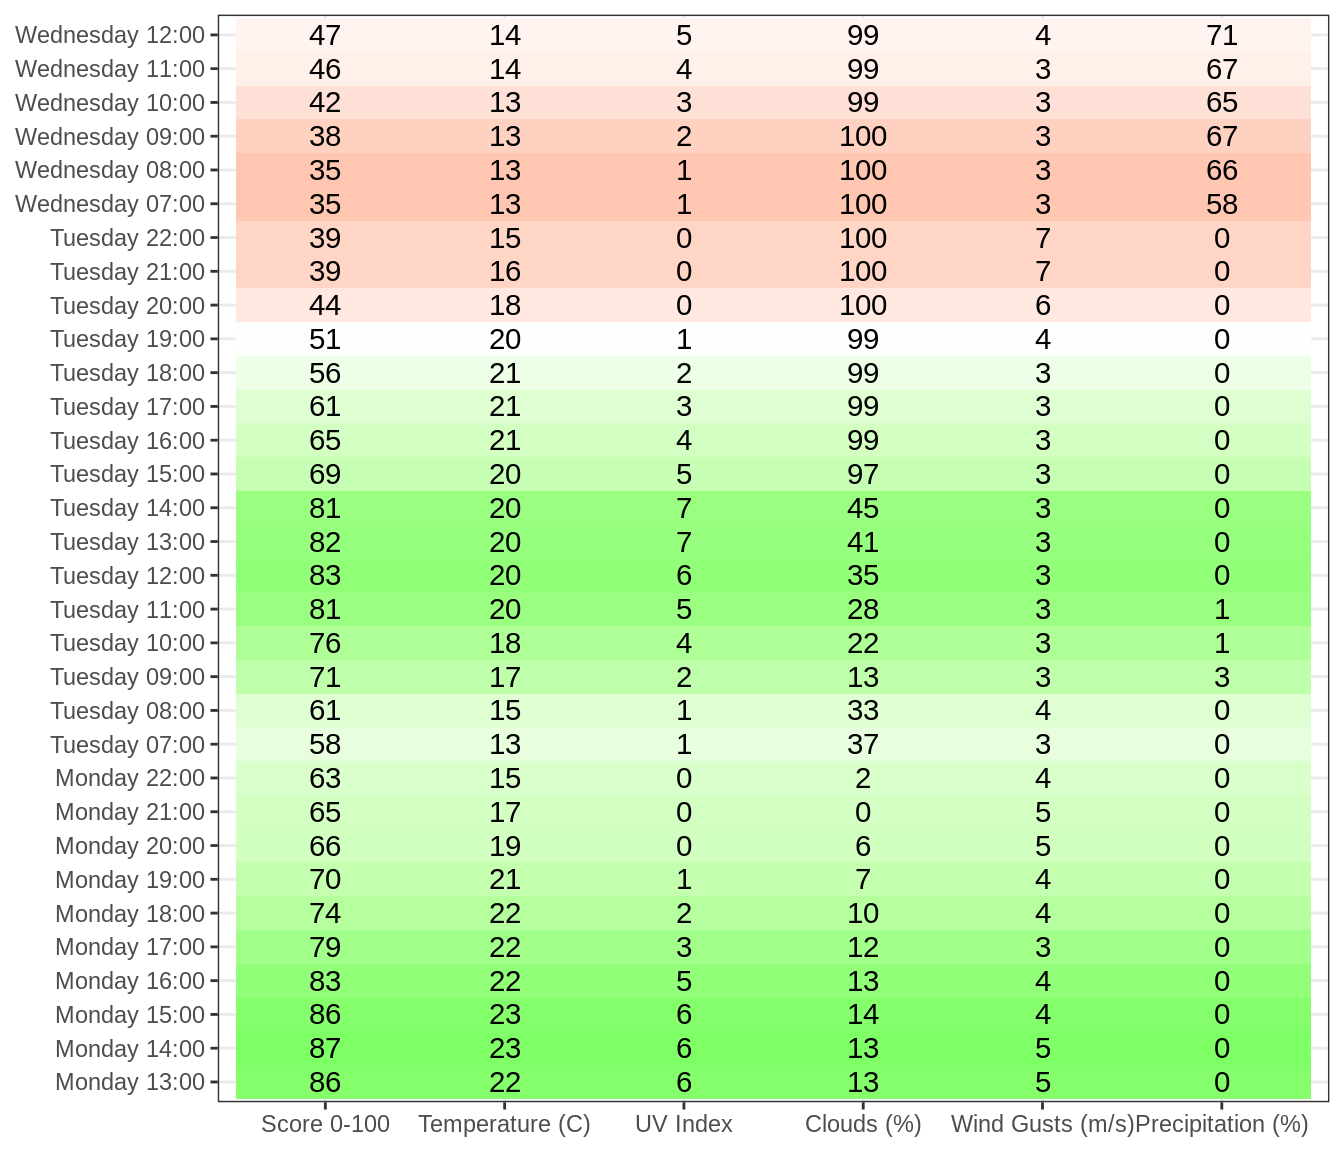 Wednesday 12:00 47 14 5 99 4 71
Wednesday 11:00 46 14 4 99 3 67
Wednesday 10:00 42 13 3 99 3 65
Wednesday 09:00 38 13 2 100 3 67
Wednesday 08:00 35 13 1 100 3 66
Wednesday 07:00 35 13 1 100 3 58
Tuesday 22:00 39 15 0 100 7 0
Tuesday 21:00 39 16 0 100 7 0
Tuesday 20:00 44 18 0 100 6 0
Tuesday 19:00 51 20 1 99 4 0
Tuesday 18:00 56 21 2 99 3 0
Tuesday 17:00 61 21 3 99 3 0
Tuesday 16:00 65 21 4 99 3 0
Tuesday 15:00 69 20 5 97 3 0
Tuesday 14:00 81 20 7 45 3 0
Tuesday 13:00 82 20 7 41 3 0
Tuesday 12:00 83 20 6 35 3 0
Tuesday 11:00 81 20 5 28 3 1
Tuesday 10:00 76 18 4 22 3 1
Tuesday 09:00 71 17 2 13 3 3
Tuesday 08:00 61 15 1 33 4 0
Tuesday 07:00 58 13 1 37 3 0
Monday 22:00 63 15 0 2 4 0
Monday 21:00 65 17 0 0 5 0
Monday 20:00 66 19 0 6 5 0
Monday 19:00 70 21 1 7 4 0
Monday 18:00 74 22 2 10 4 0
Monday 17:00 79 22 3 12 3 0
Monday 16:00 83 22 5 13 4 0
Monday 15:00 86 23 6 14 4 0
Monday 14:00 87 23 6 13 5 0
Monday 13:00 86 22 6 13 5 0
Score 0-100 Temperature (C) UV Index Clouds (%) Wind Gusts (m/s) Precipitation (%)